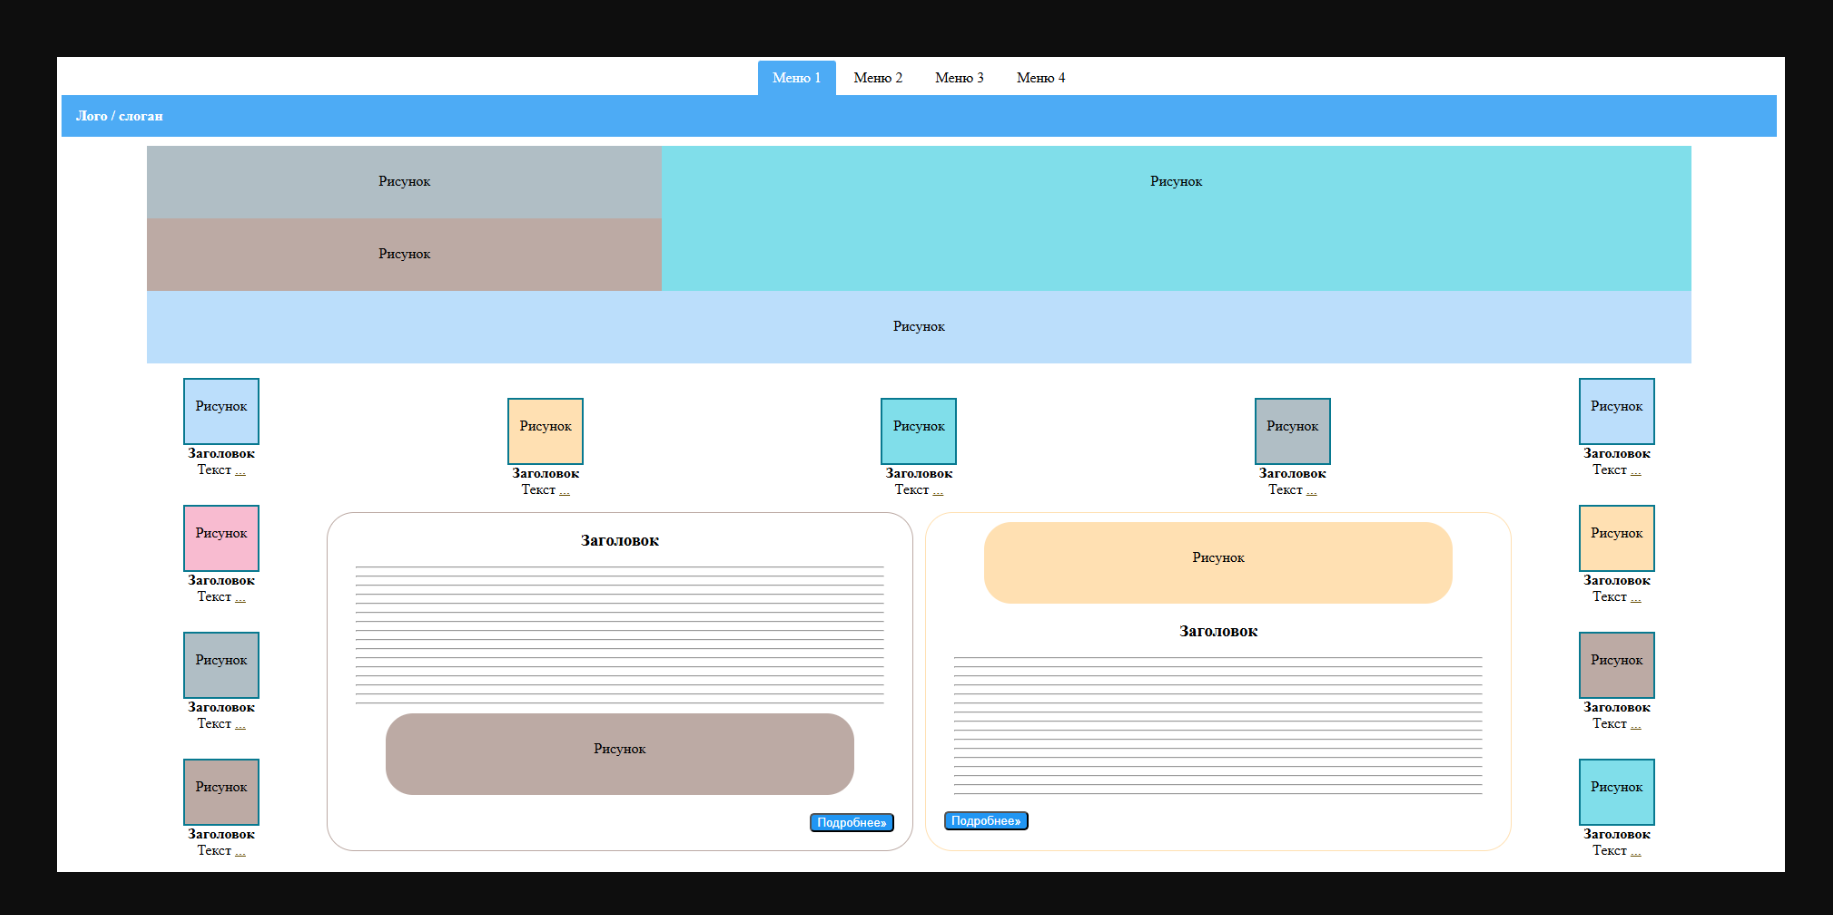 Меню 1 Меню 2 Меню 3 Меню 4
Лого / слоган
Рисунок
Рисунок
Рисунок
Рисунок
Рисунок
Заголовок
Текст ...
Рисунок
Заголовок
Текст ...
Рисунок
Заголовок
Текст ...
Рисунок
Заголовок
Текст ...
Рисунок
Заголовок
Текст ...
Рисунок
Заголовок
Текст ...
Рисунок
Заголовок
Текст ...
Рисунок
Заголовок
Текст ...
Заголовок
Рисунок
Подробнее»
Рисунок
Заголовок
Подробнее»
Рисунок
Заголовок
Текст ...
Рисунок
Заголовок
Текст ...
Рисунок
Заголовок
Текст ...